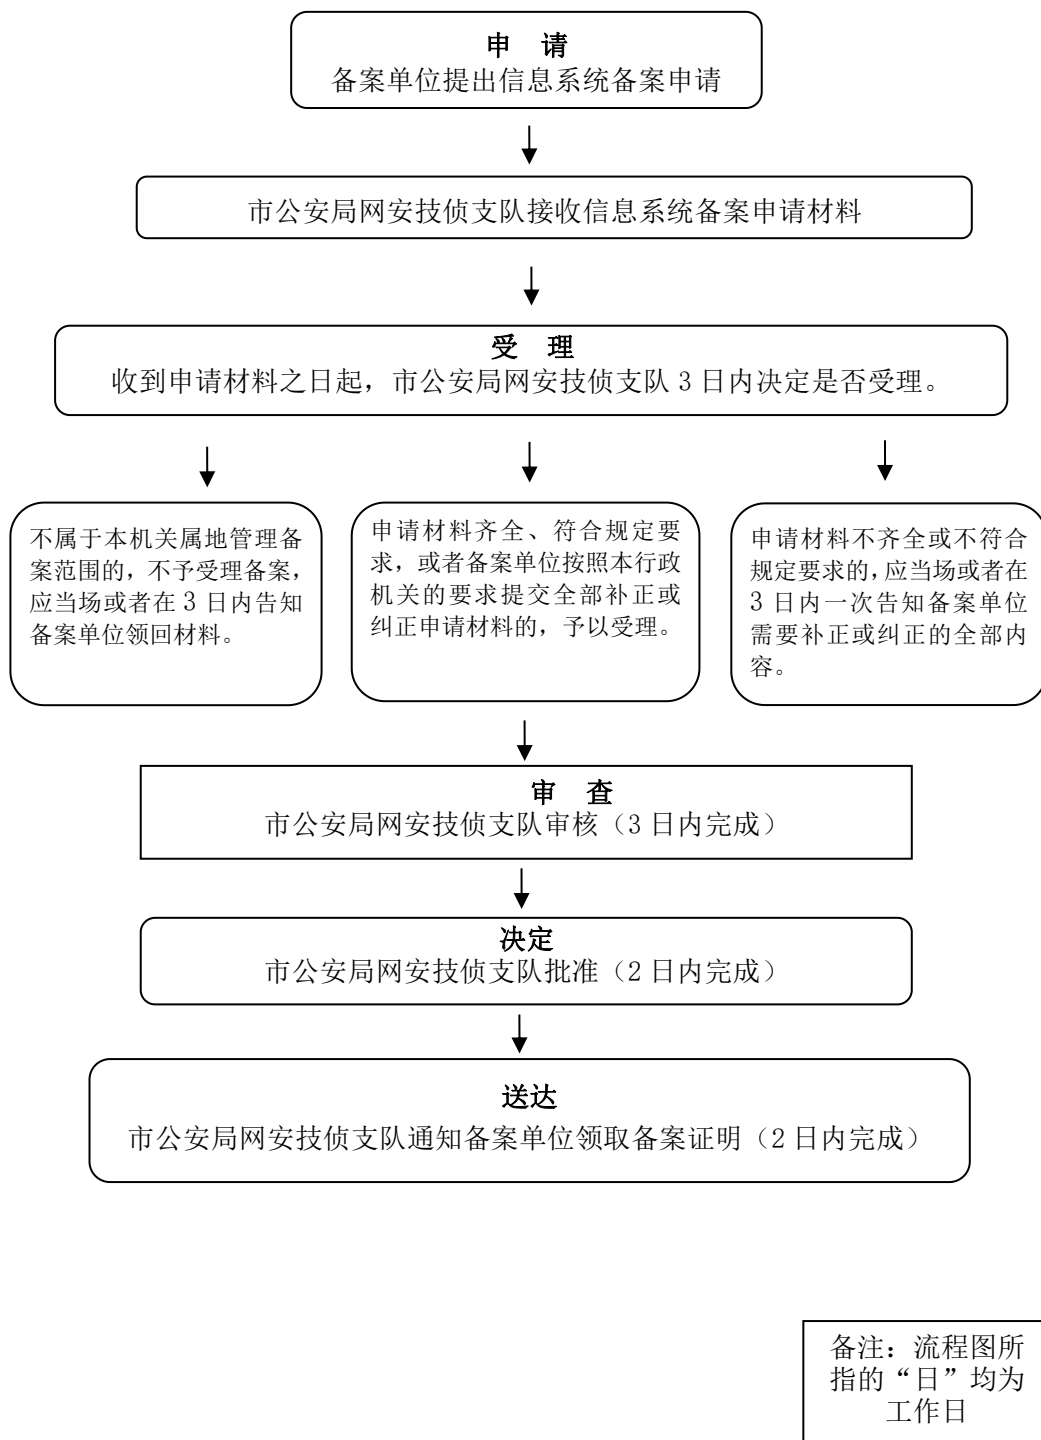 申 请
备案单位提出信息系统备案申请
市公安局网安技侦支队接收信息系统备案申请材料
受 理
收到申请材料之日起，市公安局网安技侦支队 3 日内决定是否受理。
不属于本机关属地管理备
案范围的，不予受理备案，
应当场或者在 3 日内告知
备案单位领回材料。
申请材料齐全、符合规定要
求，或者备案单位按照本行政
机关的要求提交全部补正或
纠正申请材料的，予以受理。
申请材料不齐全或不符合
规定要求的，应当场或者在
3 日内一次告知备案单位
需要补正或纠正的全部内
容。
审 查
市公安局网安技侦支队审核（3 日内完成）
决定
市公安局网安技侦支队批准（2 日内完成）
送达
市公安局网安技侦支队通知备案单位领取备案证明（2 日内完成）
备注：流程图所
指的“日”均为
工作日